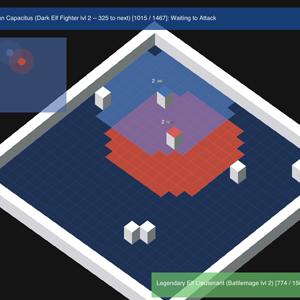 n Capacitus (Dark Elf Fighter lvl 2 -- 325 to next) [1015 / 1467]: Waiting to Attack
2
2
Legendary Elf Lieutenant (Battlemage lvl 2) [774 / 15